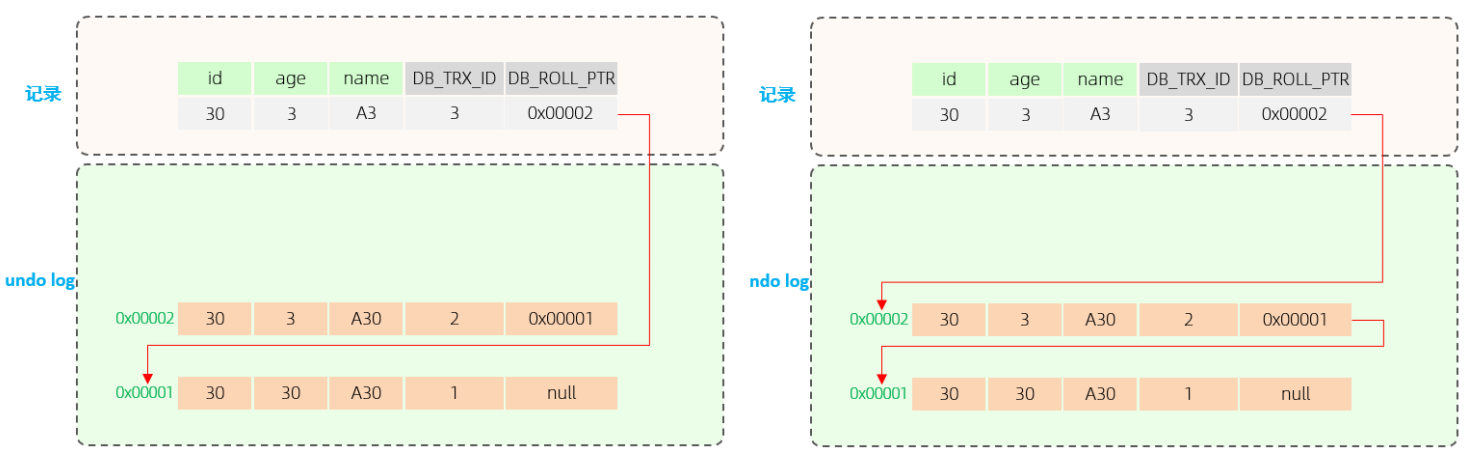 id age name DB_TRX_ID DB_ROLL_PTR
记录
30 3 A3 3 0x00002
undo log
0x00002 30 3 A30 2 0x00001
0x00001 30 30 A30 1 null
id age name DB_TRX_ID DB_ROLL_PTR
记录
30 3 A3 3 0x00002
ndo log
0x00002 30 3 A30 2 0x00001
0x00001 30 30 A30 1 null